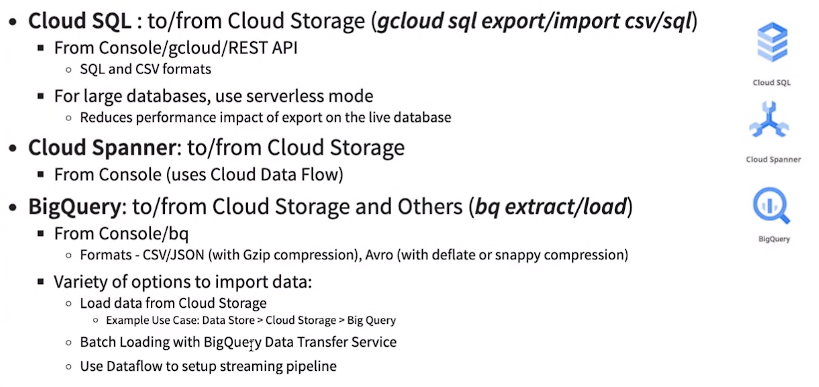 • Cloud SQL : to/from Cloud Storage (gcloud sql export/import csv/sql)
▪ From Console/gcloud/REST API
○ SQL and CSV formats
▪ For large databases, use serverless mode
○ Reduces performance impact of export on the live database
• Cloud Spanner: to/from Cloud Storage
▪ From Console (uses Cloud Data Flow)
• BigQuery: to/from Cloud Storage and Others (bq extract/load)
▪ From Console/bq
○ Formats - CSV/JSON (with Gzip compression), Avro (with deflate or snappy compression)
▪ Variety of options to import data:
○ Load data from Cloud Storage
○ Example Use Case: Data Store > Cloud Storage > Big Query
○ Batch Loading with BigQuery Data Transfer Service
○ Use Dataflow to setup streaming pipeline
Cloud SQL
Cloud Spanner
BigQuery